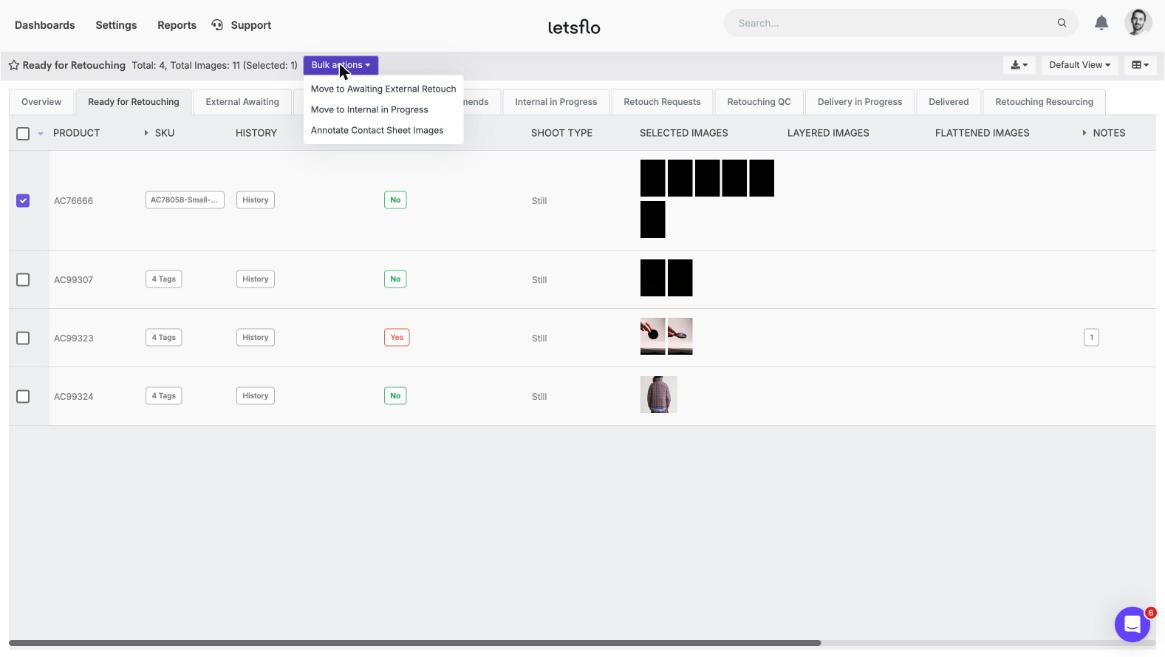 Dashboards Settings Reports Support letsflo Search...
Ready for Retouching Total: 4, Total Images: 11 (Selected: 1) Bulk actions Default View
Move to Awaiting External Retouch
Move to Internal in Progress
Annotate Contact Sheet Images
Overview Ready for Retouching External Awaiting Internal in Progress Retouch Requests Retouching QC Delivery in Progress Delivered Retouching Resourcing
PRODUCT SKU HISTORY SHOOT TYPE SELECTED IMAGES LAYERED IMAGES FLATTENED IMAGES NOTES
AC76666 AC78058-Small-... History No Still
AC99307 4 Tags History No Still
AC99323 4 Tags History Yes Still 1
AC99324 4 Tags History No Still
6